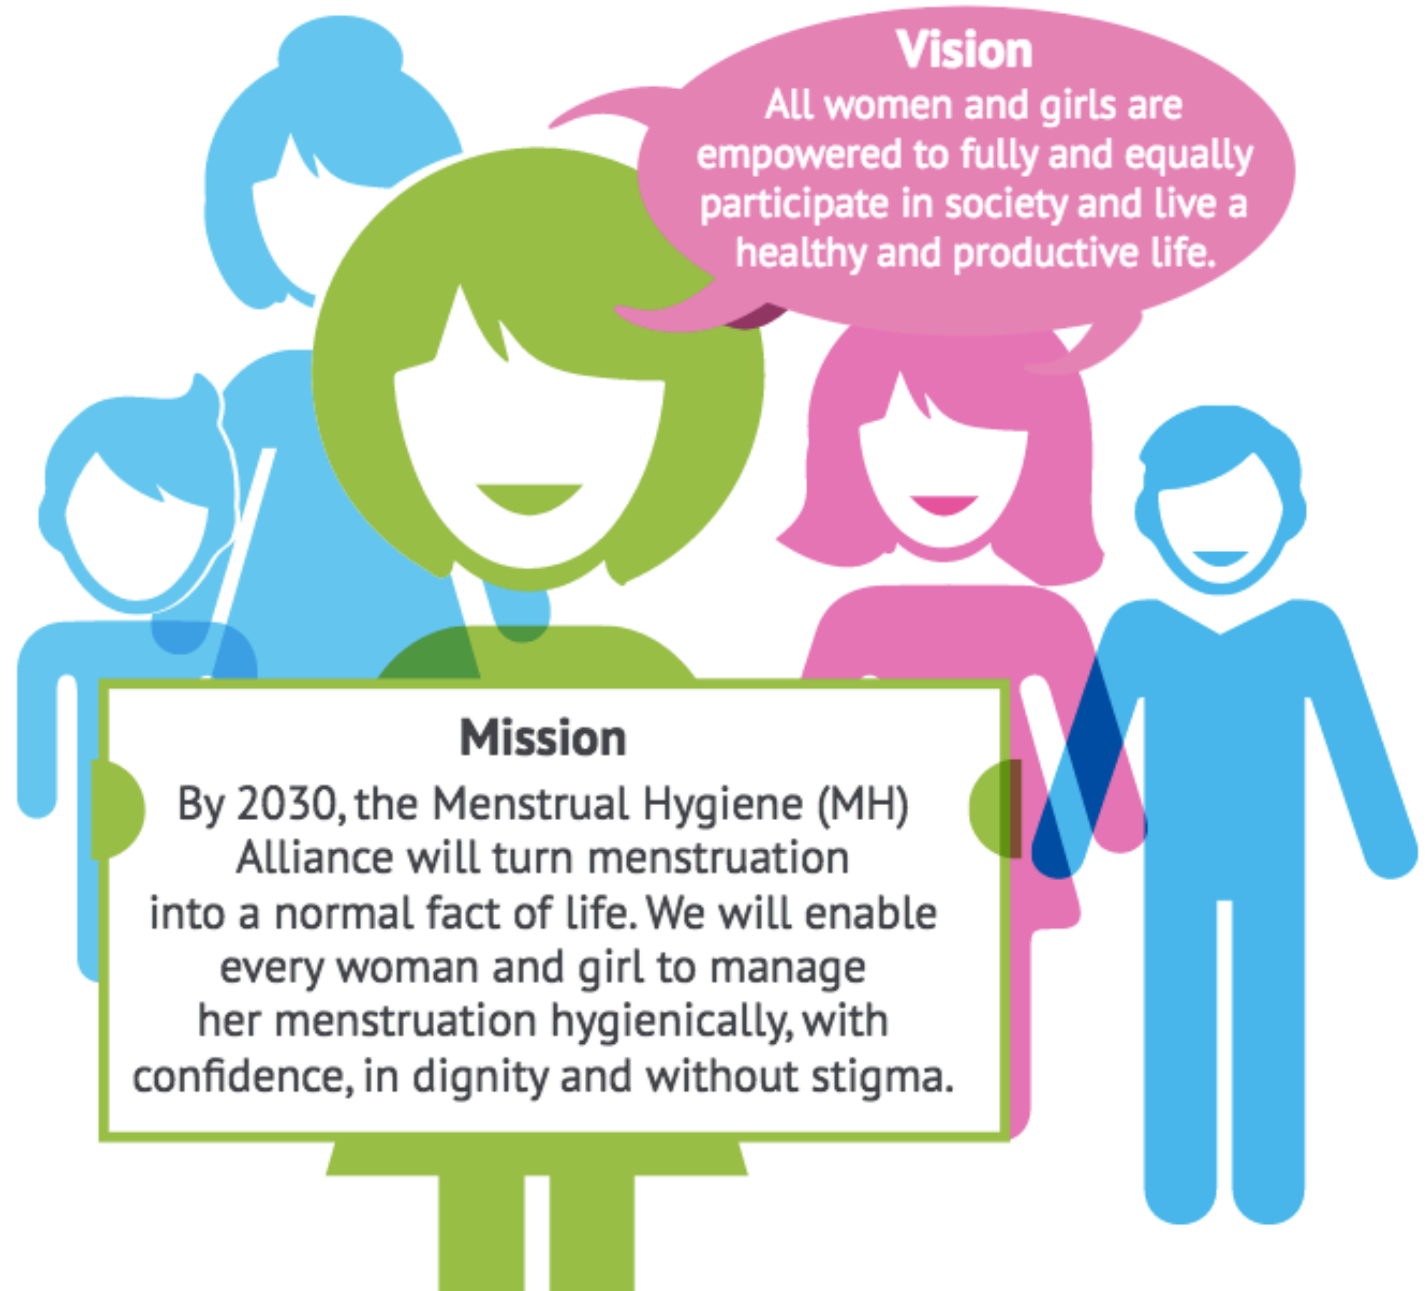 Vision
All women and girls are
empowered to fully and equally
participate in society and live a
healthy and productive life.
Mission
By 2030, the Menstrual Hygiene (MH)
Alliance will turn menstruation
into a normal fact of life. We will enable
every woman and girl to manage
her menstruation hygienically, with
confidence, in dignity and without stigma.